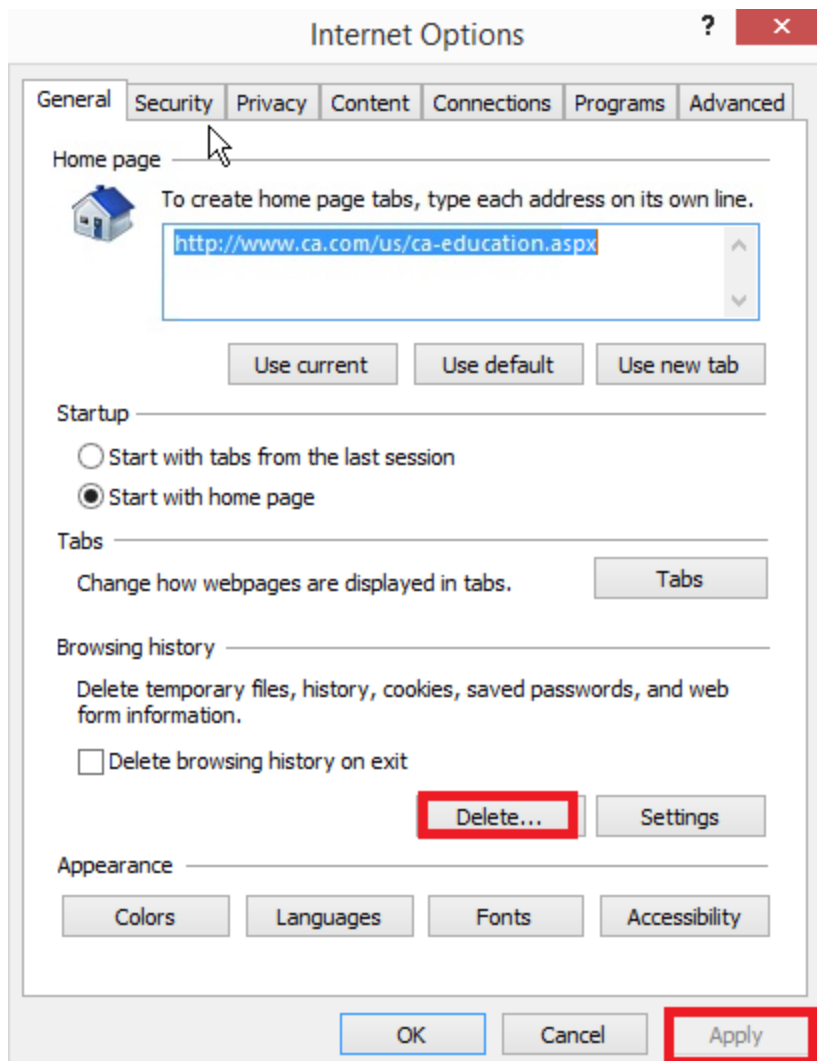 Internet Options ?
General Security Privacy Content Connections Programs Advanced
Home page
To create home page tabs, type each address on its own line.
http://www.ca.com/us/ca-education.aspx
Use current Use default Use new tab
Startup
Start with tabs from the last session
Start with home page
Tabs
Change how webpages are displayed in tabs. Tabs
Browsing history
Delete temporary files, history, cookies, saved passwords, and web
form information.
Delete browsing history on exit
Delete... Settings
Appearance
Colors Languages Fonts Accessibility
OK Cancel Apply